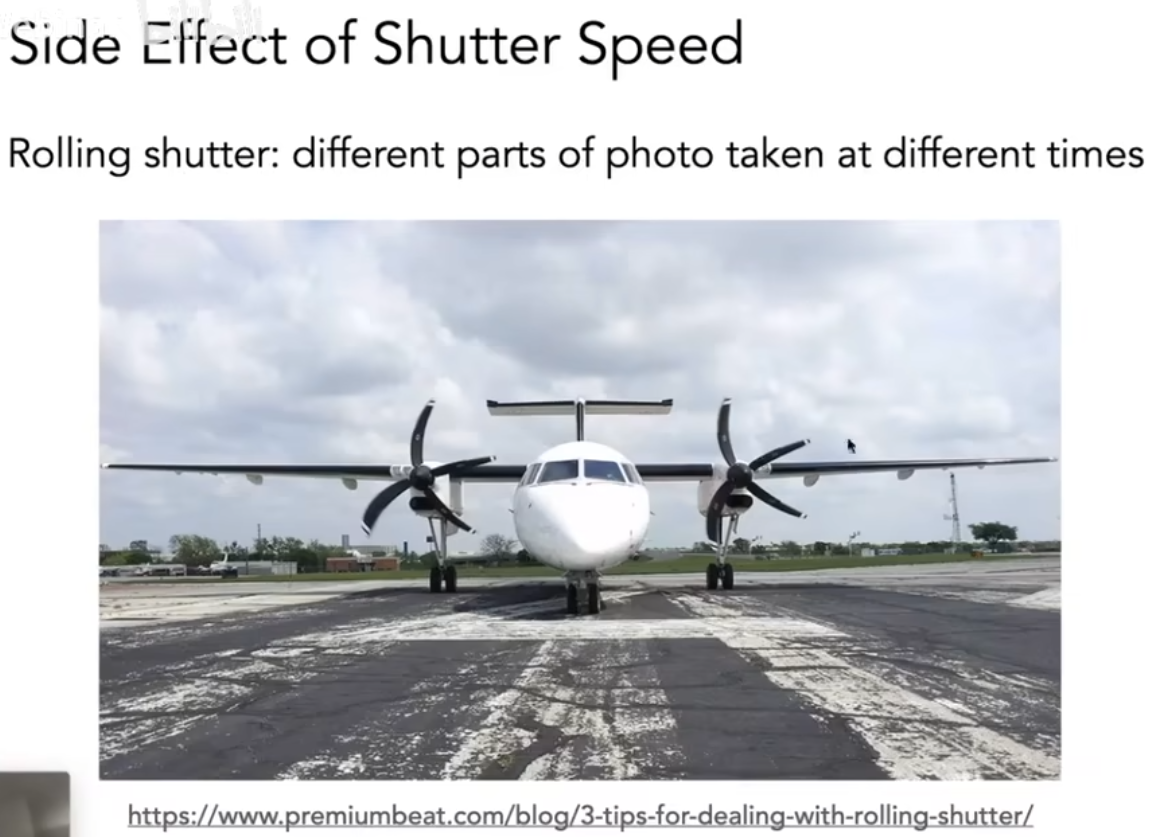 Side Effect of Shutter Speed
Rolling shutter: different parts of photo taken at different times
https://www.premiumbeat.com/blog/3-tips-for-dealing-with-rolling-shutter/